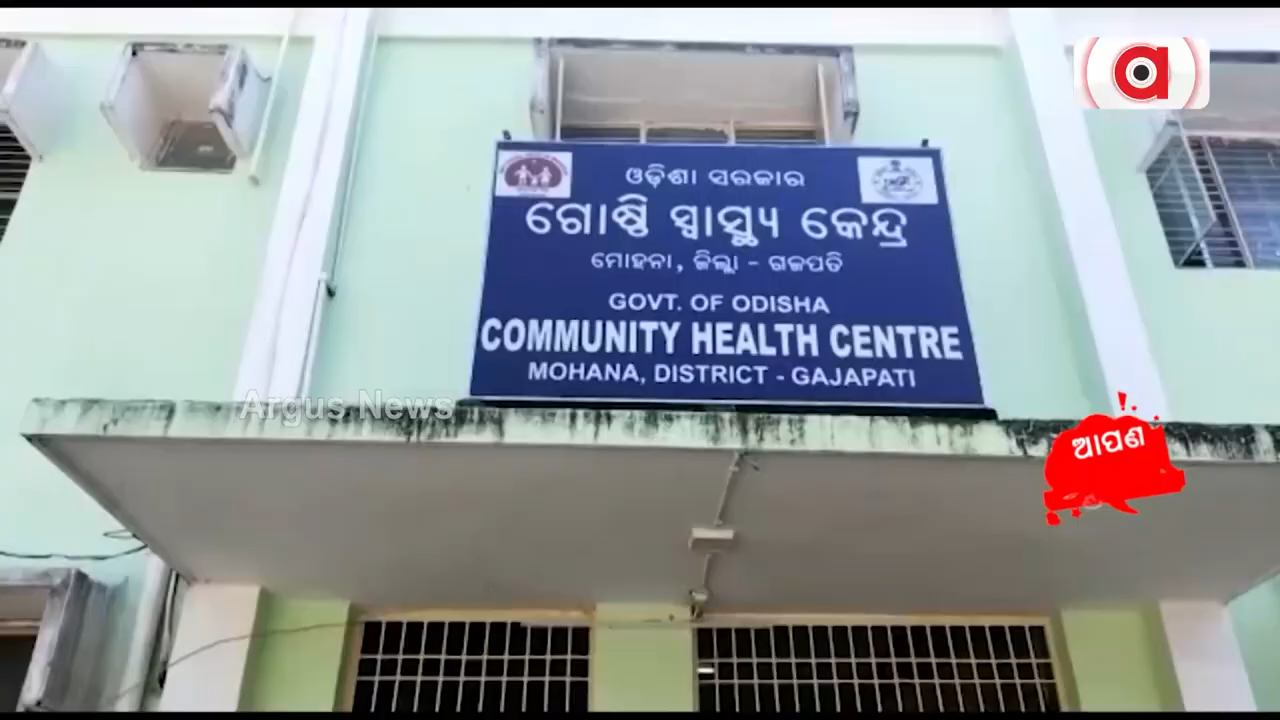 ଓଡ଼ିଶା ସରକାର
ଗୋଷ୍ଠି ସ୍ୱାସ୍ଥ୍ୟ କେନ୍ଦ୍ର
ମୋହନା, ଜିଲ୍ଲା - ଗଜପତି
GOVT. OF ODISHA
COMMUNITY HEALTH CENTRE
MOHANA, DISTRICT - GAJAPATI
Argus News
ଆପଣ